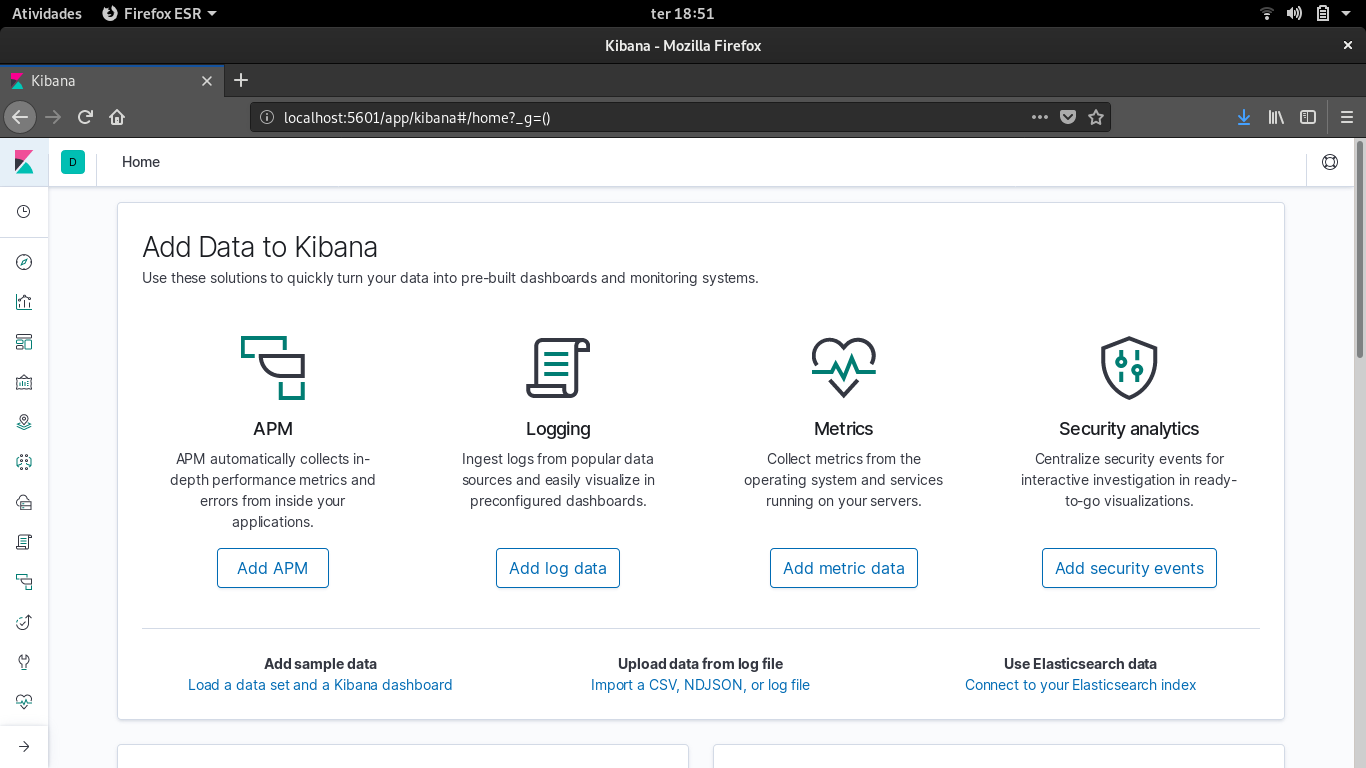 Atividades Firefox ESR ter 18:51
Kibana - Mozilla Firefox
Kibana
localhost:5601/app/kibana#/home?_g=()
D Home
Add Data to Kibana
Use these solutions to quickly turn your data into pre-built dashboards and monitoring systems.
APM
APM automatically collects in-
depth performance metrics and
errors from inside your
applications.
Add APM
Logging
Ingest logs from popular data
sources and easily visualize in
preconfigured dashboards.
Add log data
Metrics
Collect metrics from the
operating system and services
running on your servers.
Add metric data
Security analytics
Centralize security events for
interactive investigation in ready-
to-go visualizations.
Add security events
Add sample data
Load a data set and a Kibana dashboard
Upload data from log file
Import a CSV, NDJSON, or log file
Use Elasticsearch data
Connect to your Elasticsearch index